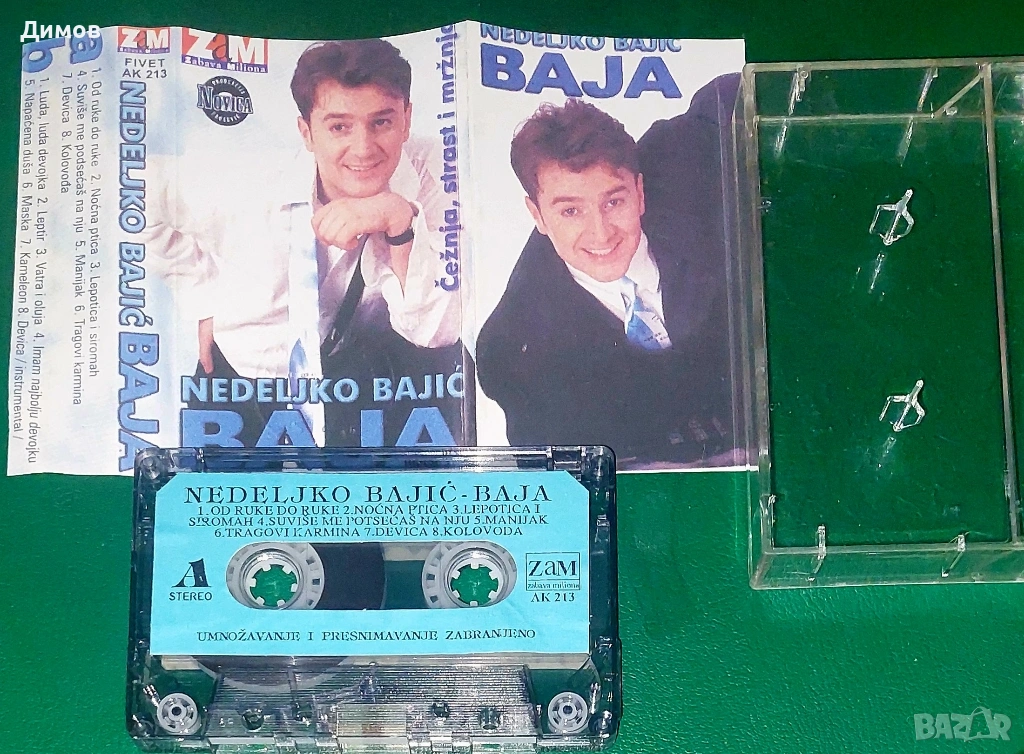 Димов
a
1. Od ruke do ruke 2. Noćna ptica 3. Lepotica i siromah
4. Suviše me podsećaš na nju 5. Manijak 6. Tragovi karmina
7. Devica 8. Kolovođa
b
1. Luda, luda devojka 2. Leptir 3. Vatra i oluja 4. Imam najbolju devojku
5. Napaćena duša 6. Maska 7. Kameleon 8. Devica / instrumental /
ZaM
Zabava Miliona
FIVET
AK 213
NEDELJKO BAJIĆ BAJA
ZaM
Zabava Miliona
NOVICA
NEDELJKO BAJIĆ
BAJA
Čežnja, strast i mržnja
NEDELJKO BAJIĆ
BAJA
NEDELJKO BAJIĆ-BAJA
1.OD RUKE DO RUKE 2.NOĆNA PTICA 3.LEPOTICA I
SIROMAH 4.SUVIŠE ME POTSEĆAŠ NA NJU 5.MANIJAK
6.TRAGOVI KARMINA 7.DEVICA 8.KOLOVOĐA
A
STEREO
ZaM
zabava miliona
AK 213
UMNOŽAVANJE I PRESNIMAVANJE ZABRANJENO
BAZAR